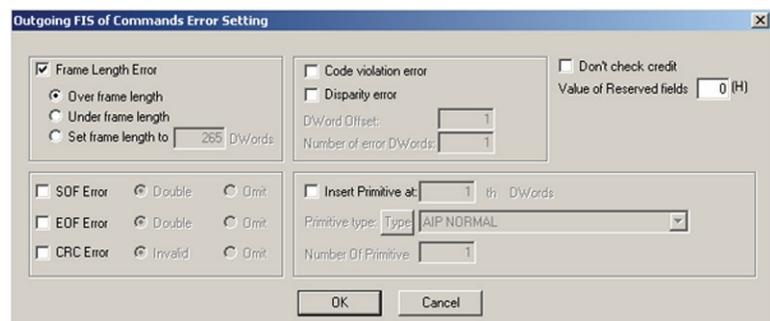 Outgoing FIS of Commands Error Setting
Frame Length Error
Over frame length
Under frame length
Set frame length to 265 DWords
Code violation error
Disparity error
DWord Offset: 1
Number of error DWords: 1
Don't check credit
Value of Reserved fields 0 (H)
SOF Error Double Omit
EOF Error Double Omit
CRC Error Invalid Omit
Insert Primitive at: 1 th DWords
Primitive type: Type AIP NORMAL
Number Of Primitive 1
OK Cancel